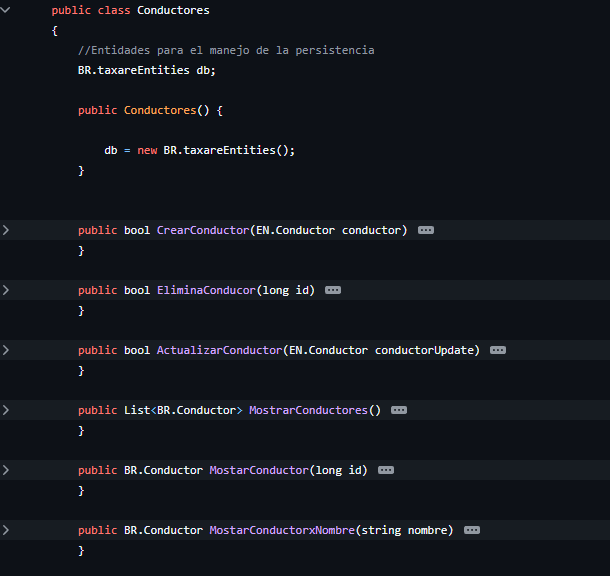 public class Conductores
{
//Entidades para el manejo de la persistencia
BR.taxareEntities db;
public Conductores() {
db = new BR.taxareEntities();
}
public bool CrearConductor(EN.Conductor conductor) ...
}
public bool EliminaConducor(long id) ...
}
public bool ActualizarConductor(EN.Conductor conductorUpdate) ...
}
public List<BR.Conductor> MostrarConductores() ...
}
public BR.Conductor MostarConductor(long id) ...
}
public BR.Conductor MostarConductorxNombre(string nombre) ...
}